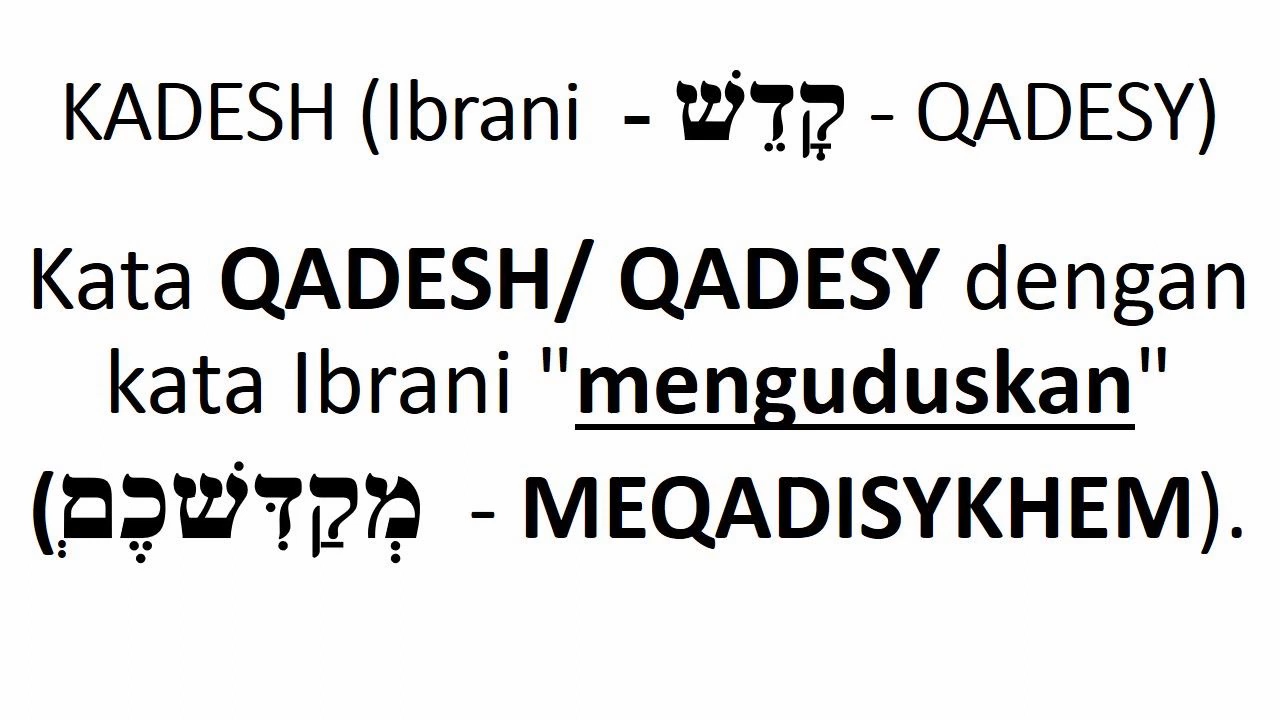 KADESH (Ibrani - קָדֵשׁ - QADESY)
Kata QADESH/ QADESY dengan
kata Ibrani "menguduskan"
(מְקַדִּשׁכֶםְ - MEQADISYKHEM).